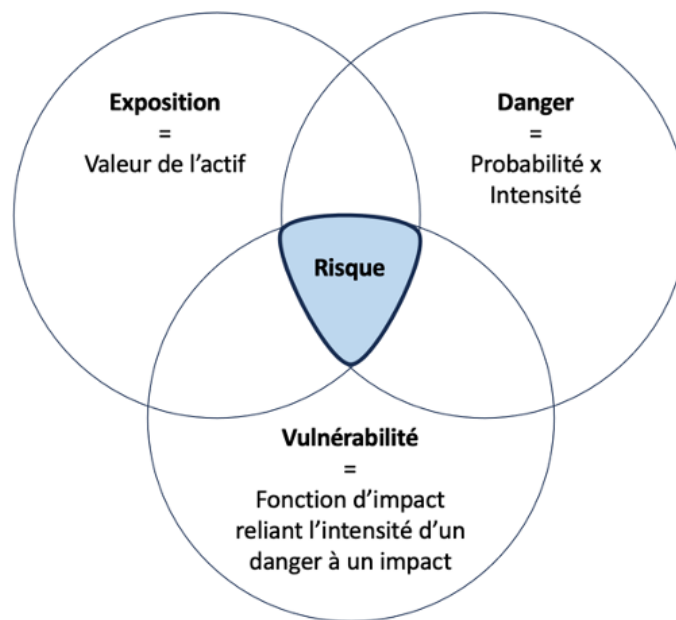 Exposition
=
Valeur de l’actif
Danger
=
Probabilité x
Intensité
Risque
Vulnérabilité
=
Fonction d’impact
reliant l’intensité d’un
danger à un impact